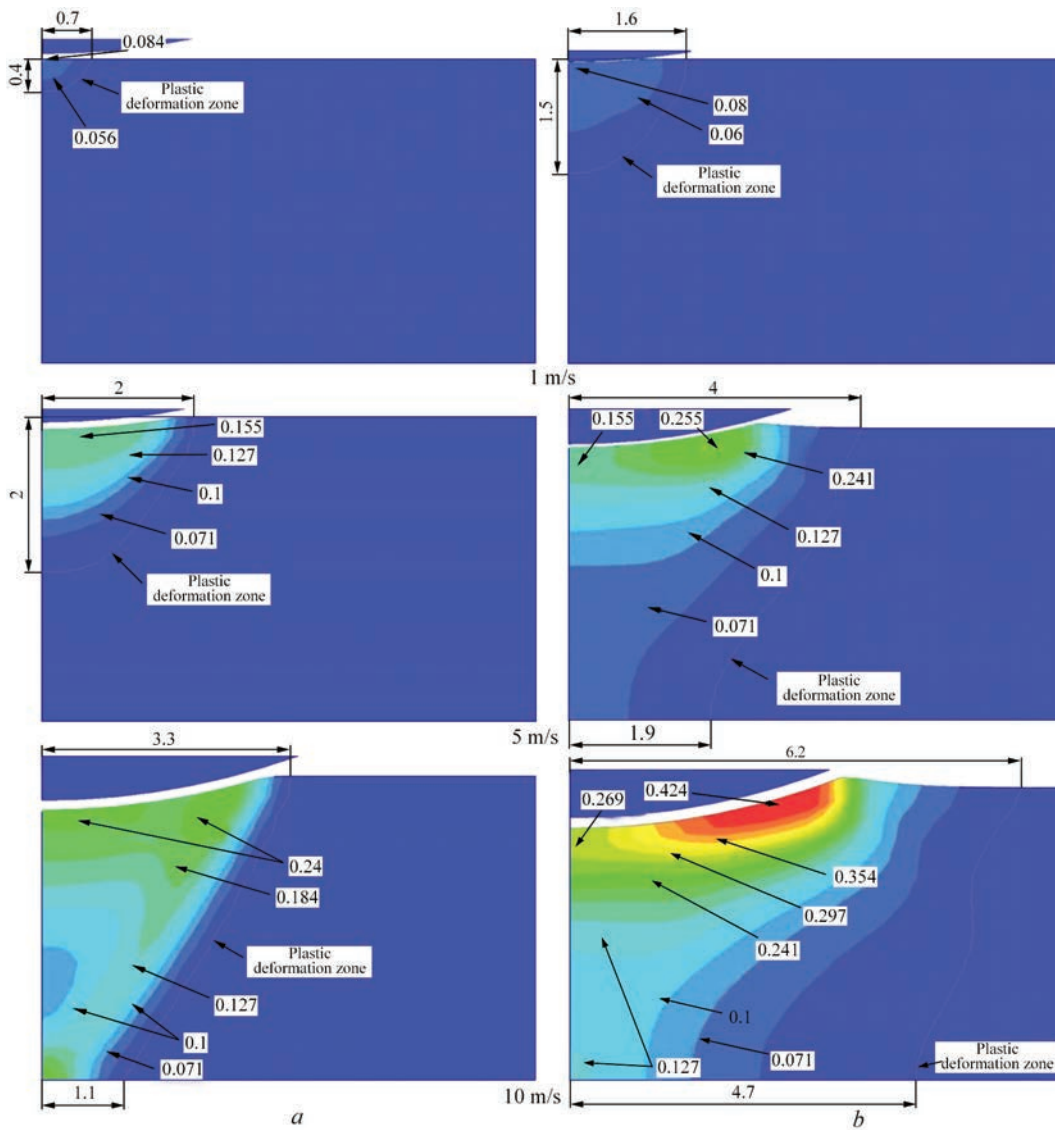 0.7
0.084
0.4
Plastic
deformation zone
0.056
1.6
1.5
0.08
0.06
Plastic
deformation zone
1 m/s
2
2
0.155
0.127
0.1
0.071
Plastic
deformation zone
4
0.155
0.255
0.241
0.127
0.1
0.071
Plastic
deformation zone
1.9
5 m/s
3.3
0.24
0.184
Plastic
deformation zone
0.127
0.1
0.071
1.1
6.2
0.269
0.424
0.354
0.297
0.241
0.1
0.071
0.127
Plastic
deformation zone
4.7
10 m/s
a
b